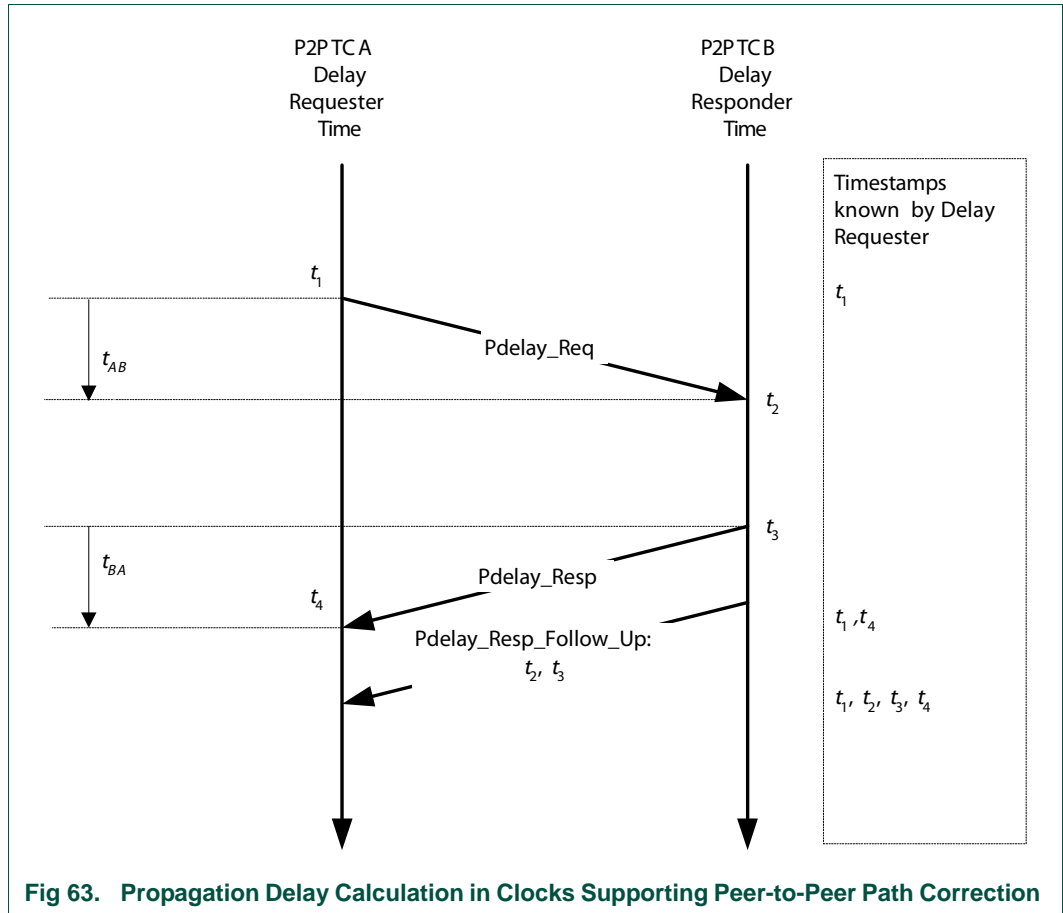 P2P TC A
Delay
Requester
Time
P2P TC B
Delay
Responder
Time
Timestamps
known by Delay
Requester
t1
t1
tAB
Pdelay_Req
t2
t3
tBA
Pdelay_Resp
t4
t1 ,t4
Pdelay_Resp_Follow_Up:
t2, t3
t1, t2, t3, t4
Fig 63. Propagation Delay Calculation in Clocks Supporting Peer-to-Peer Path Correction